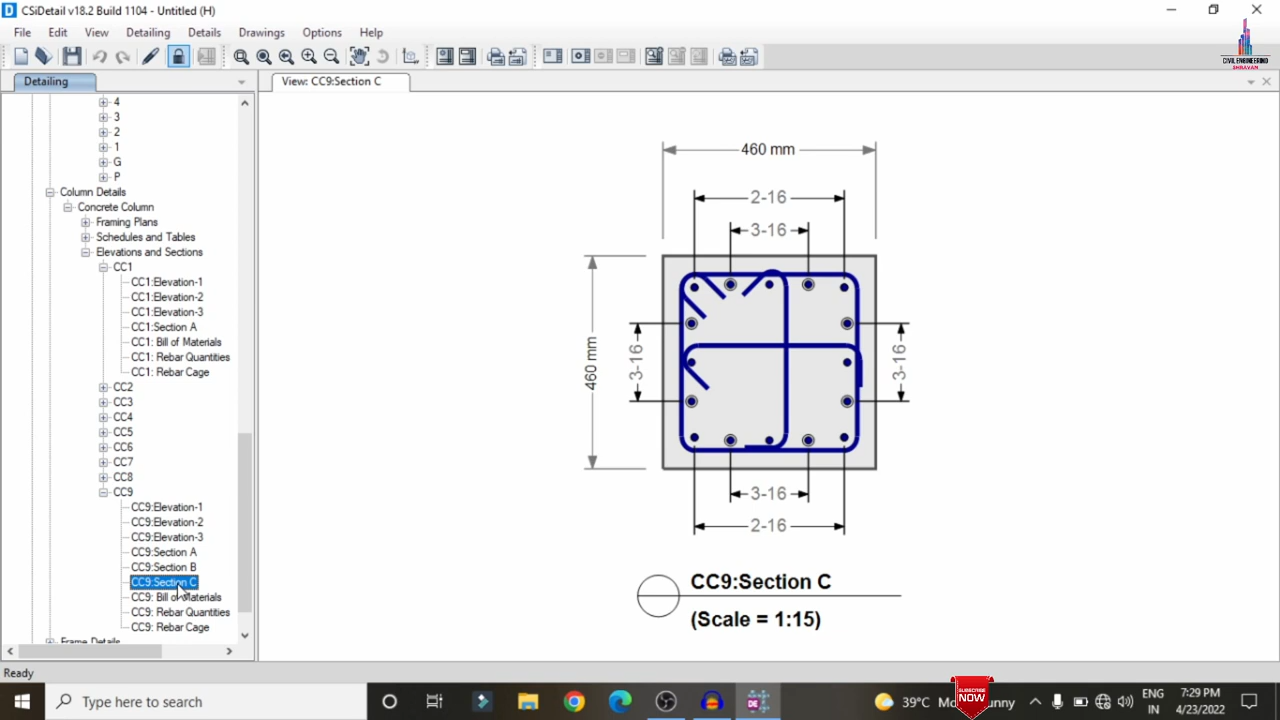 D CSiDetail v18.2 Build 1104 - Untitled (H)
File Edit View Detailing Details Drawings Options Help
CIVIL ENGINEERING
SHRAVAN
Detailing
View: CC9:Section C
4
3
2
1
G
P
Column Details
Concrete Column
Framing Plans
Schedules and Tables
Elevations and Sections
CC1
CC1:Elevation-1
CC1:Elevation-2
CC1:Elevation-3
CC1:Section A
CC1: Bill of Materials
CC1: Rebar Quantities
CC1: Rebar Cage
CC2
CC3
CC4
CC5
CC6
CC7
CC8
CC9
CC9:Elevation-1
CC9:Elevation-2
CC9:Elevation-3
CC9:Section A
CC9:Section B
CC9:Section C
CC9: Bill of Materials
CC9: Rebar Quantities
CC9: Rebar Cage
Frame Details
460 mm
2-16
3-16
460 mm
3-16
3-16
3-16
2-16
CC9:Section C
(Scale = 1:15)
Ready
Type here to search
DE
SUBSCRIBE
NOW
39°C
unny
ENG
IN
7:29 PM
4/23/2022